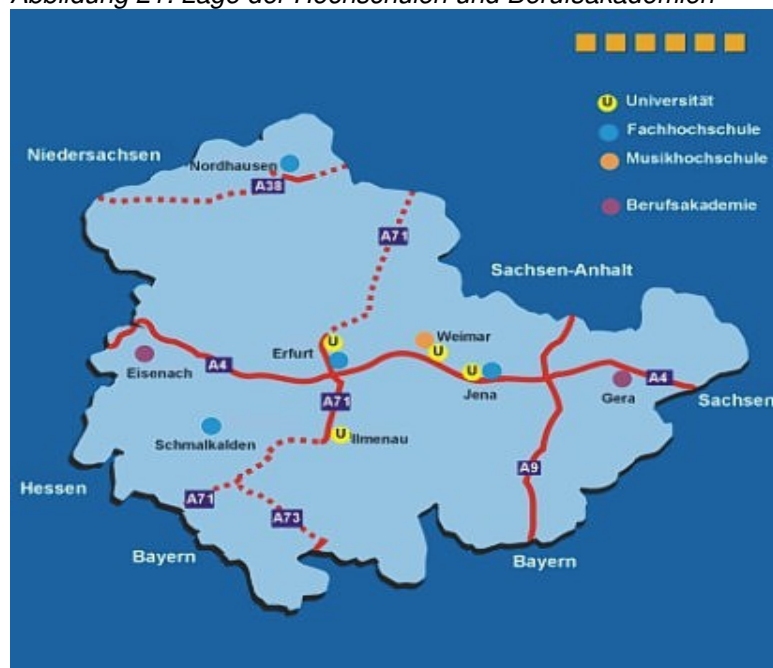 Abbildung 21: Lage der Hochschulen und Berufsakademien
U Universität
Fachhochschule
Musikhochschule
Berufsakademie
Niedersachsen
Nordhausen
A38
A71
Sachsen-Anhalt
Weimar
U
Erfurt
U
U
Eisenach
A4
Jena
Gera
A4
Sachsen
A71
Schmalkalden
U Ilmenau
Hessen
A71
A73
A9
Bayern
Bayern